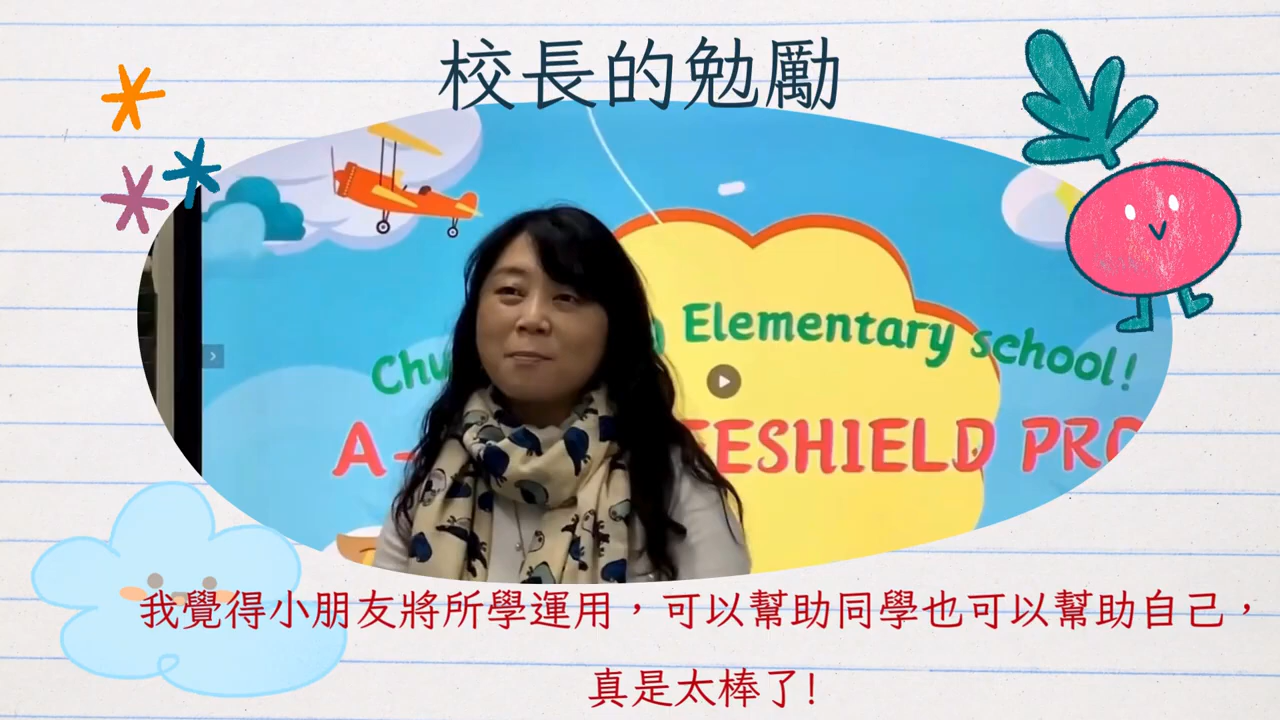 校長的勉勵
Elementary school!
PRO
我覺得小朋友將所學運用，可以幫助同學也可以幫助自己，
真是太棒了!